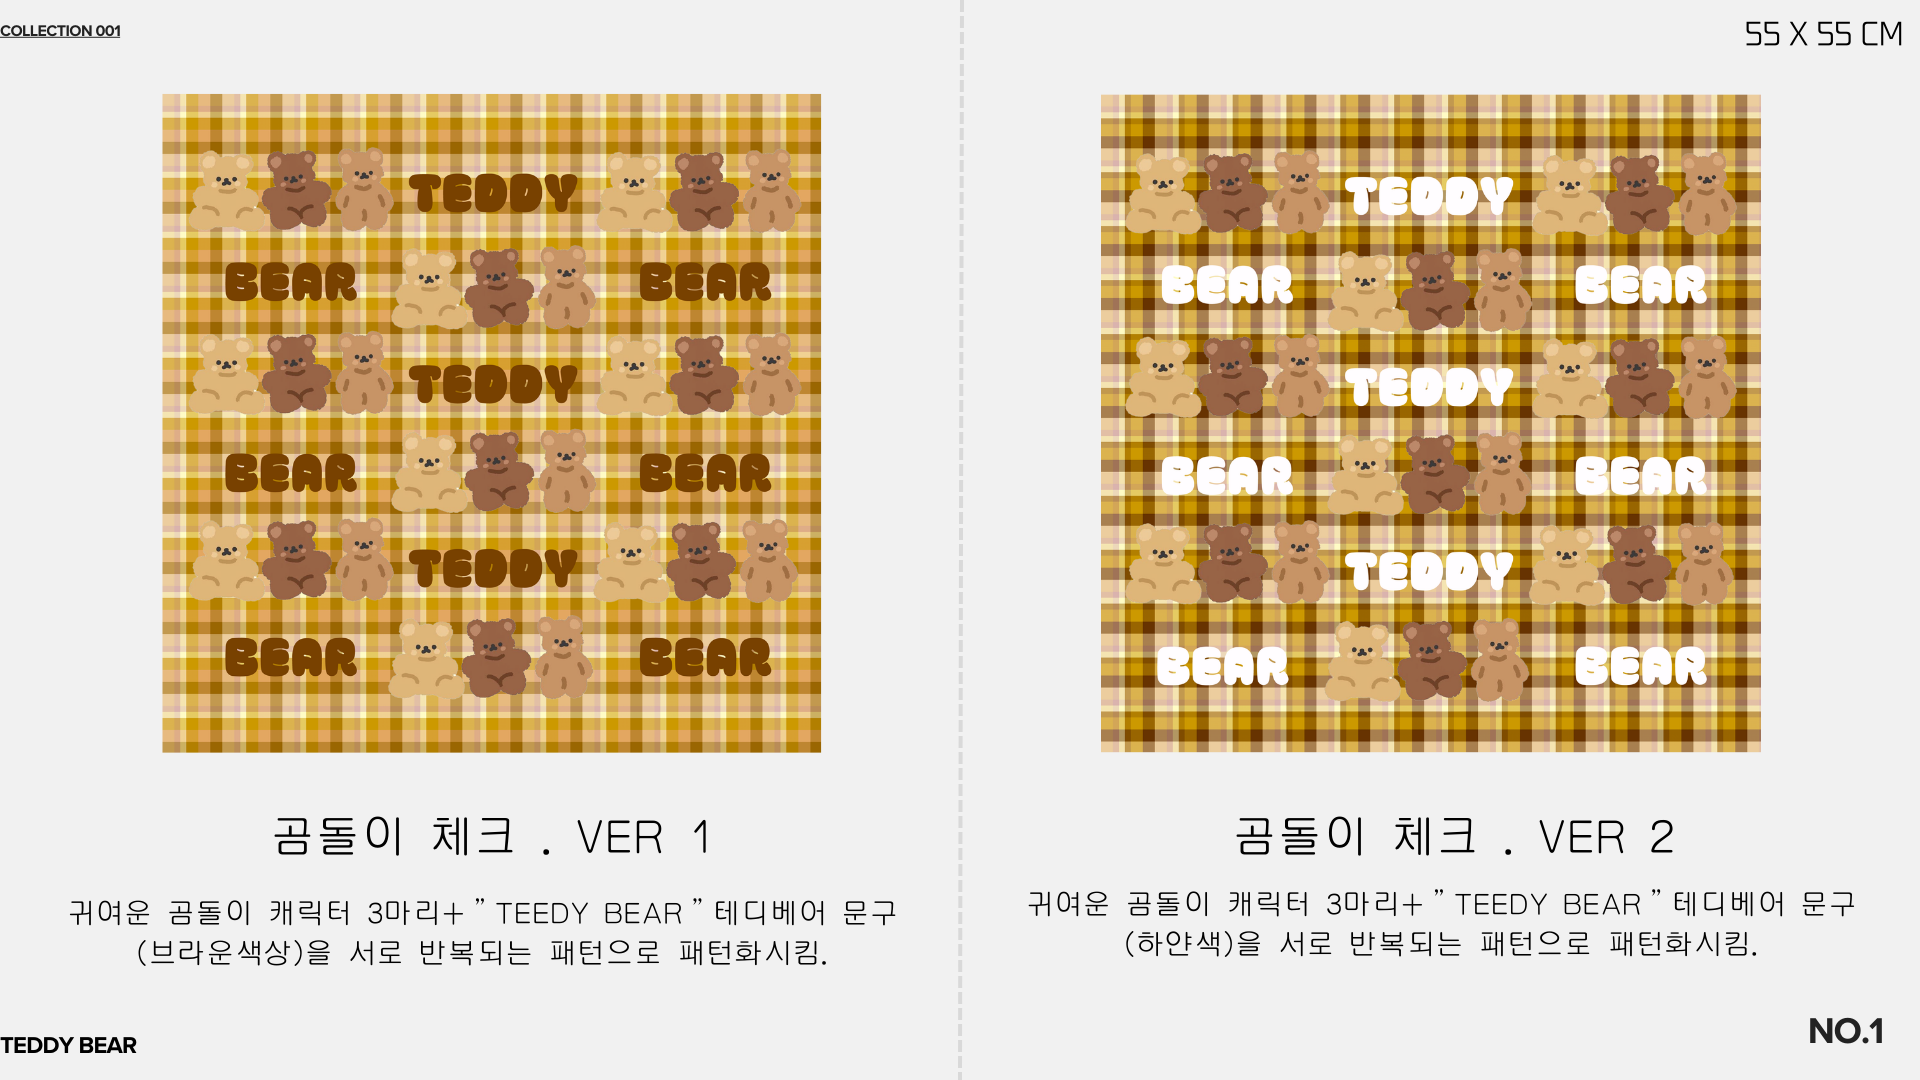 COLLECTION 001
55 X 55 CM
TEDDY
BEAR BEAR
TEDDY
BEAR BEAR
TEDDY
BEAR BEAR
TEDDY
BEAR BEAR
TEDDY
BEAR BEAR
TEDDY
BEAR BEAR
곰돌이 체크 . VER 1
귀여운 곰돌이 캐릭터 3마리+ ” TEEDY BEAR ” 테디베어 문구
(브라운색상)을 서로 반복되는 패턴으로 패턴화시킴.
곰돌이 체크 . VER 2
귀여운 곰돌이 캐릭터 3마리+ ” TEEDY BEAR ” 테디베어 문구
(하얀색)을 서로 반복되는 패턴으로 패턴화시킴.
TEDDY BEAR
NO.1